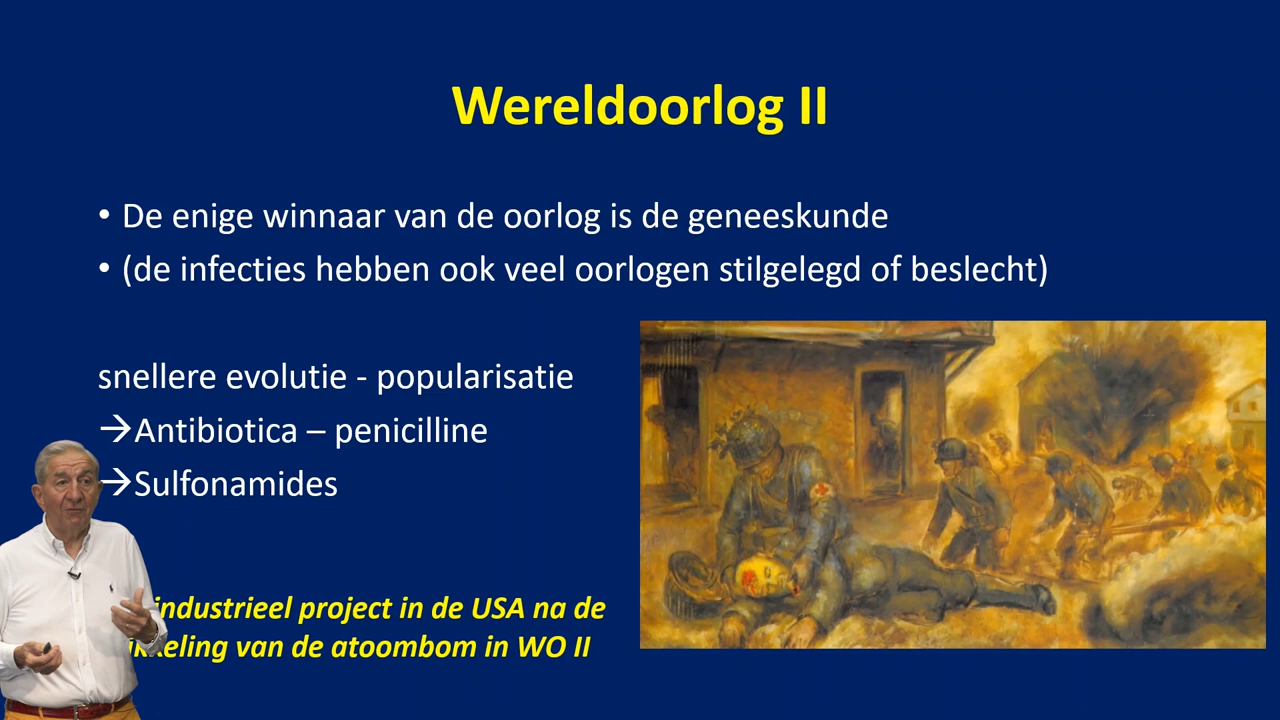 Wereldoorlog II
• De enige winnaar van de oorlog is de geneeskunde
• (de infecties hebben ook veel oorlogen stilgelegd of beslecht)
snellere evolutie - popularisatie
→Antibiotica – penicilline
→Sulfonamides
industrieel project in de USA na de
van de atoombom in WO II